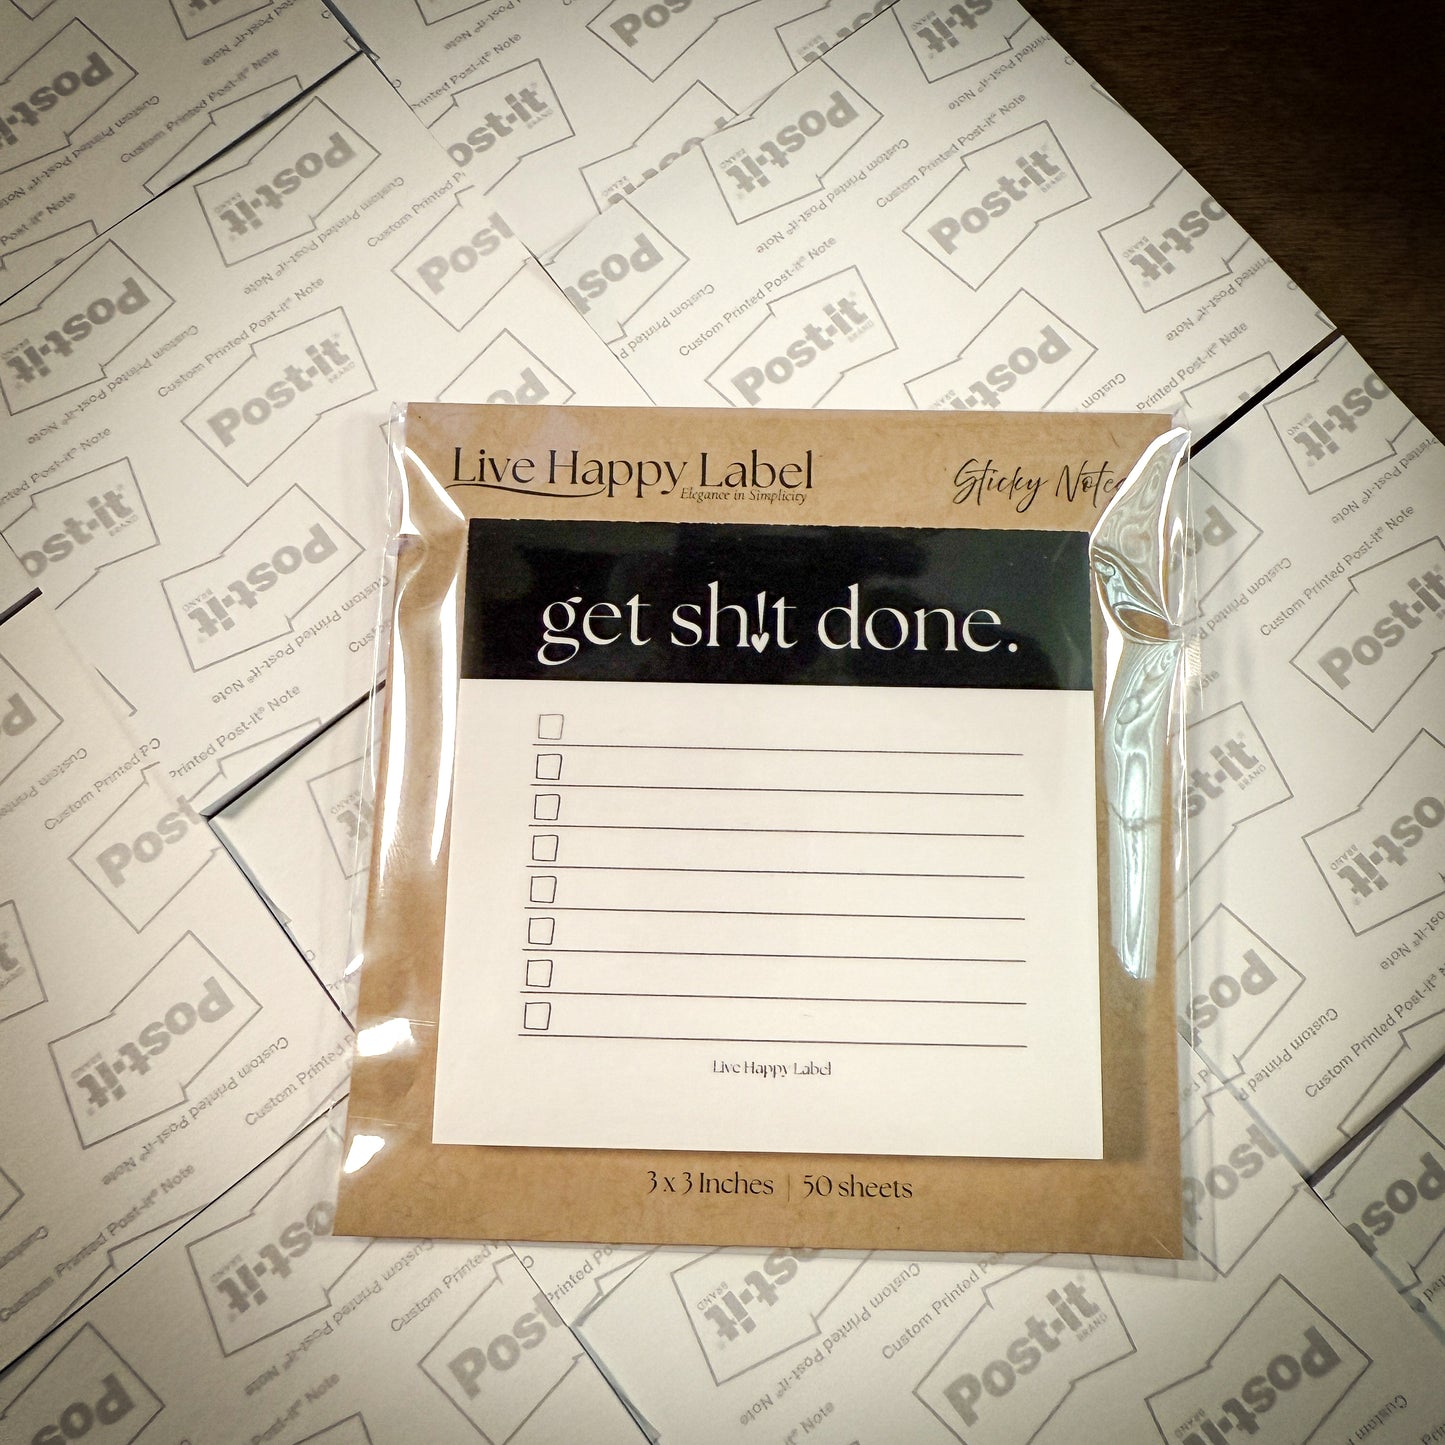 Live Happy Label
Elegance in Simplicity
Sticky Notes
get sh!t done.
Live Happy Label
3 x 3 Inches | 50 sheets
Post-it®
BRAND
Custom Printed Post-it® Note